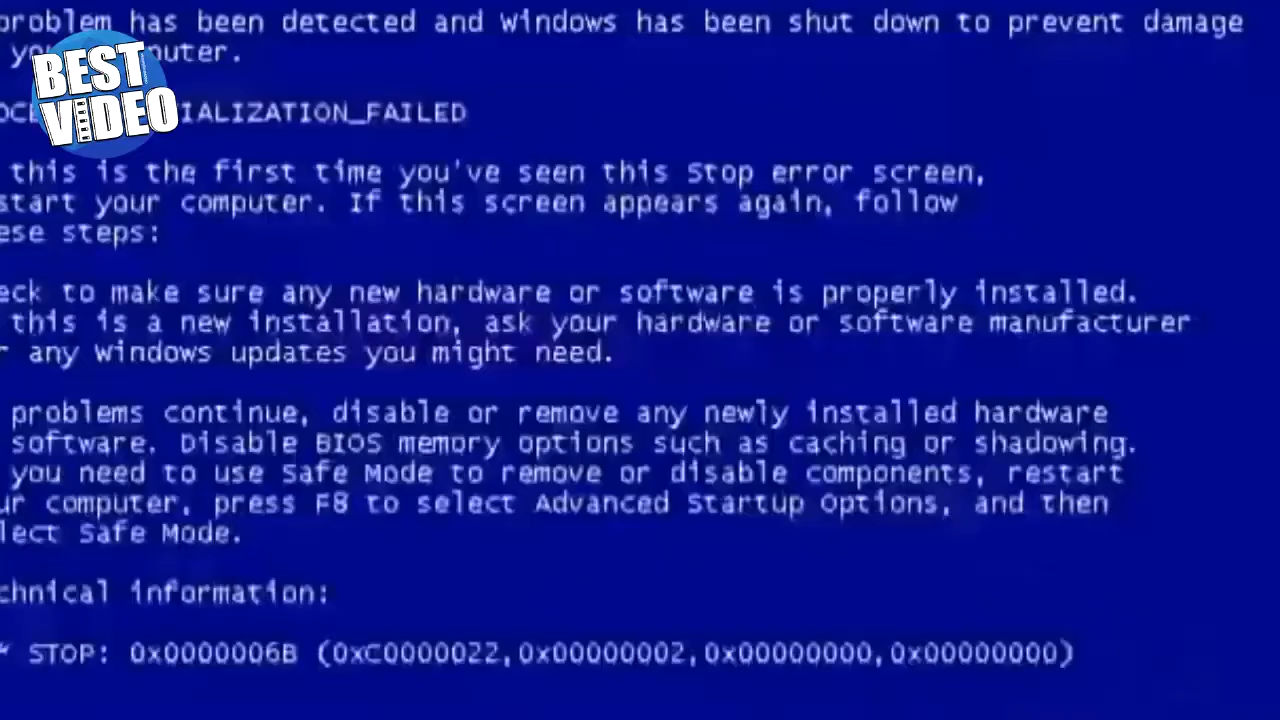 problem has been detected and Windows has been shut down to prevent damage
BEST
VIDEO
IALIZATION_FAILED
this is the first time you've seen this Stop error screen,
start your computer. If this screen appears again, follow
ese steps:
eck to make sure any new hardware or software is properly installed.
this is a new installation, ask your hardware or software manufacturer
r any Windows updates you might need.
problems continue, disable or remove any newly installed hardware
software. Disable BIOS memory options such as caching or shadowing.
you need to use Safe Mode to remove or disable components, restart
ur computer, press F8 to select Advanced Startup Options, and then
lect Safe Mode.
chnical information:
* STOP: 0x0000006B (0xC0000022,0x00000002,0x00000000,0x00000000)